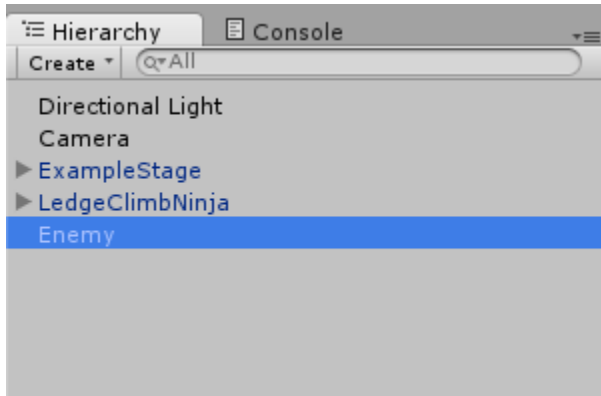 Hierarchy Console
Create All
Directional Light
Camera
ExampleStage
LedgeClimbNinja
Enemy